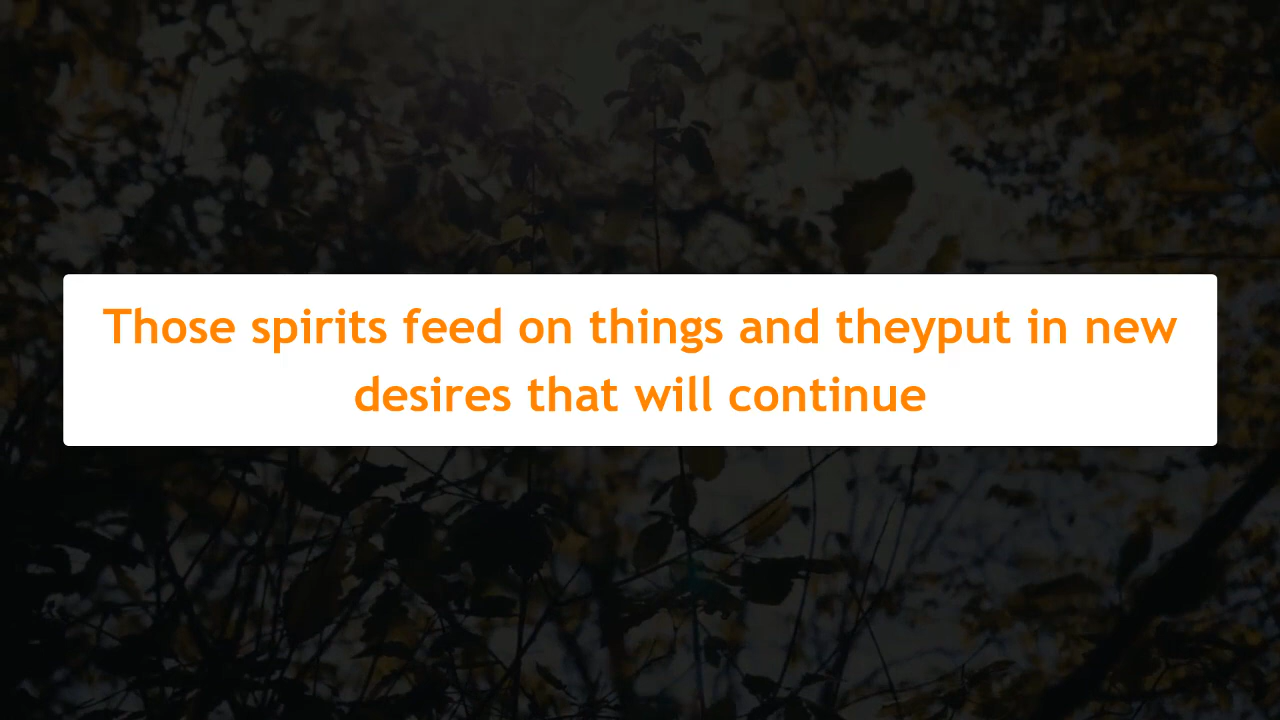 Those spirits feed on things and theyput in new
desires that will continue